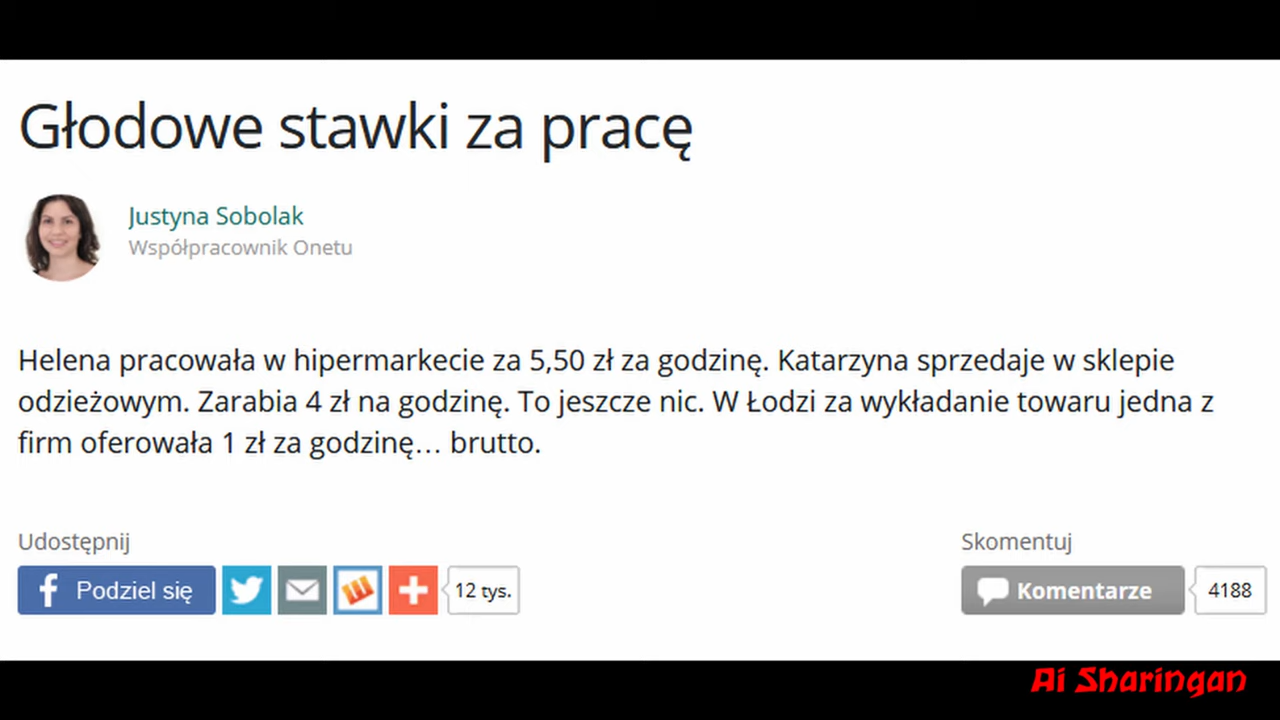 Głodowe stawki za pracę
Justyna Sobolak
Współpracownik Onetu
Helena pracowała w hipermarkecie za 5,50 zł za godzinę. Katarzyna sprzedaje w sklepie
odzieżowym. Zarabia 4 zł na godzinę. To jeszcze nic. W Łodzi za wykładanie towaru jedna z
firm oferowała 1 zł za godzinę… brutto.
Udostępnij
Skomentuj
Podziel się
12 tys.
Komentarze
4188
Ai Sharingan